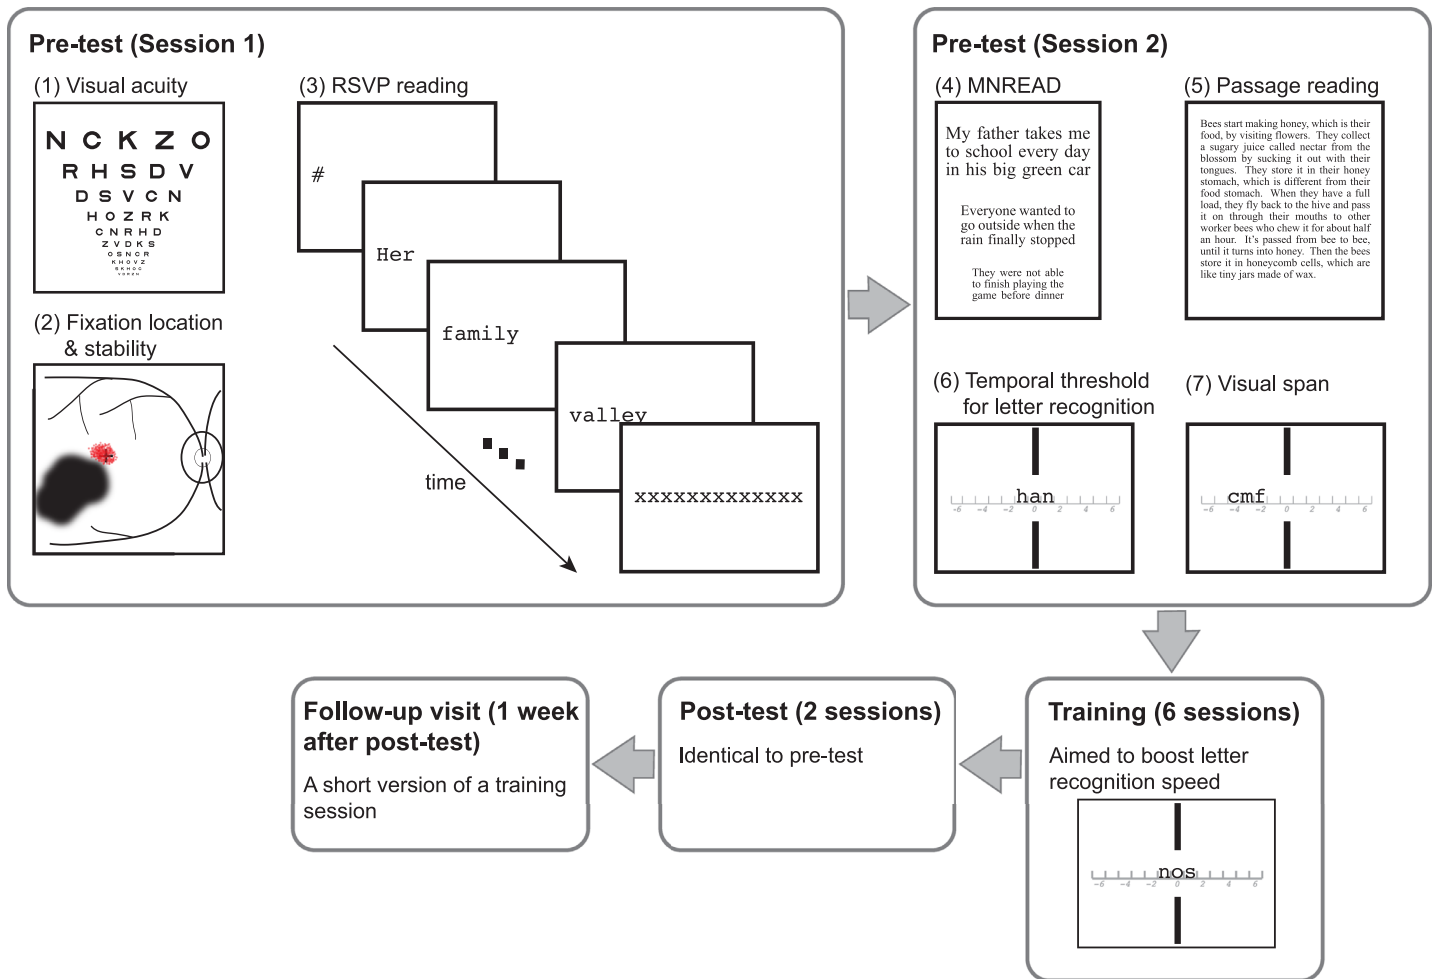 Pre-test (Session 1)
(1) Visual acuity
N C K Z O
R H S D V
D S V C N
H O Z R K
C N R H D
Z V D K S
O S N C R
K H O V Z
(2) Fixation location
& stability
(3) RSVP reading
#
Her
family
valley
xxxxxxxxxxxxx
time
Pre-test (Session 2)
(4) MNREAD
My father takes me
to school every day
in his big green car
Everyone wanted to
go outside when the
rain finally stopped
They were not able
to finish playing the
game before dinner
(5) Passage reading
Bees start making honey, which is their
food, by visiting flowers. They collect
a sugary juice called nectar from the
blossom by sucking it out with their
tongues. They store it in their honey
stomach, which is different from their
food stomach. When they have a full
load, they fly back to the hive and pass
it on through their mouths to other
worker bees who chew it for about half
an hour. It's passed from bee to bee,
until it turns into honey. Then the bees
store it in honeycomb cells, which are
like tiny jars made of wax.
(6) Temporal threshold
for letter recognition
han
-6 -4 -2 0 2 4 6
(7) Visual span
cmf
-6 -4 -2 0 2 4 6
Training (6 sessions)
Aimed to boost letter
recognition speed
nos
-6 -4 -2 0 2 4 6
Post-test (2 sessions)
Identical to pre-test
Follow-up visit (1 week
after post-test)
A short version of a training
session